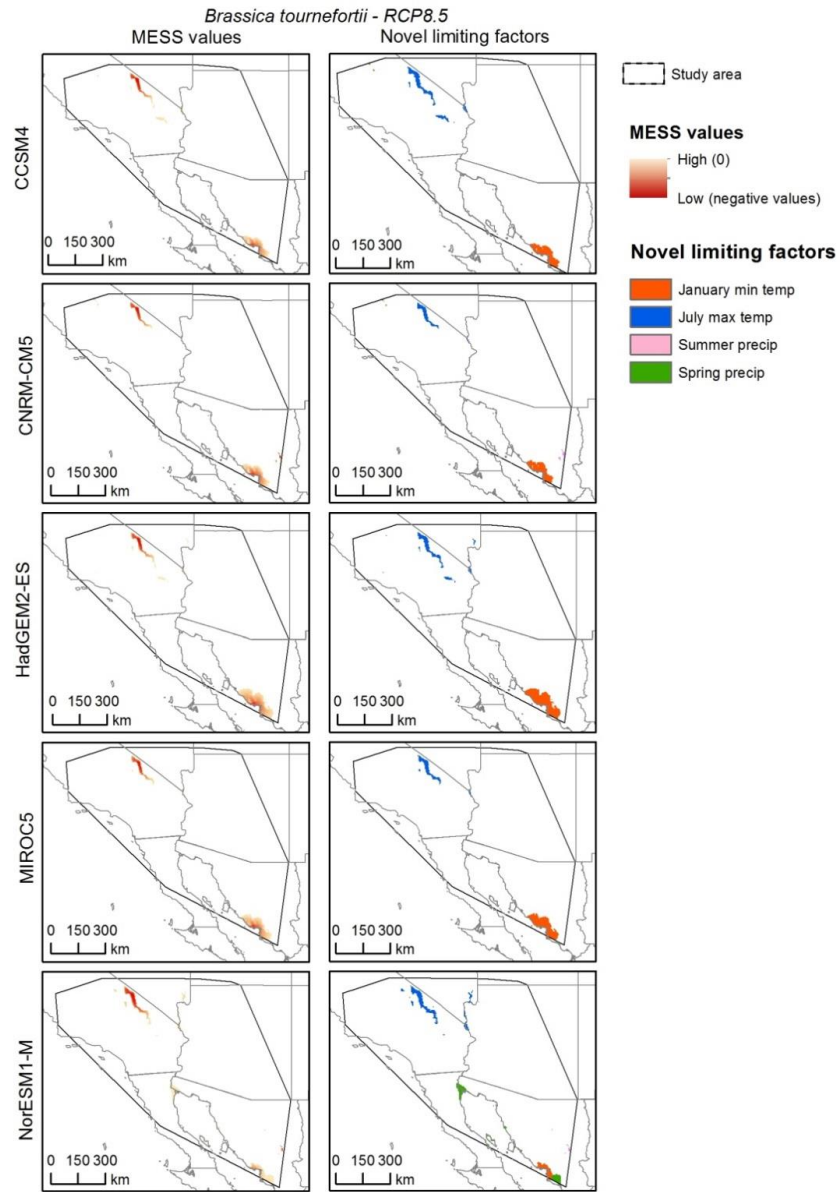 Brassica tournefortii - RCP8.5
MESS values
Novel limiting factors
CCSM4
0 150 300
km
0 150 300
km
CNRM-CM5
0 150 300
km
0 150 300
km
HadGEM2-ES
0 150 300
km
0 150 300
km
MIROC5
0 150 300
km
0 150 300
km
NorESM1-M
0 150 300
km
0 150 300
km
Study area
MESS values
High (0)
Low (negative values)
Novel limiting factors
January min temp
July max temp
Summer precip
Spring precip